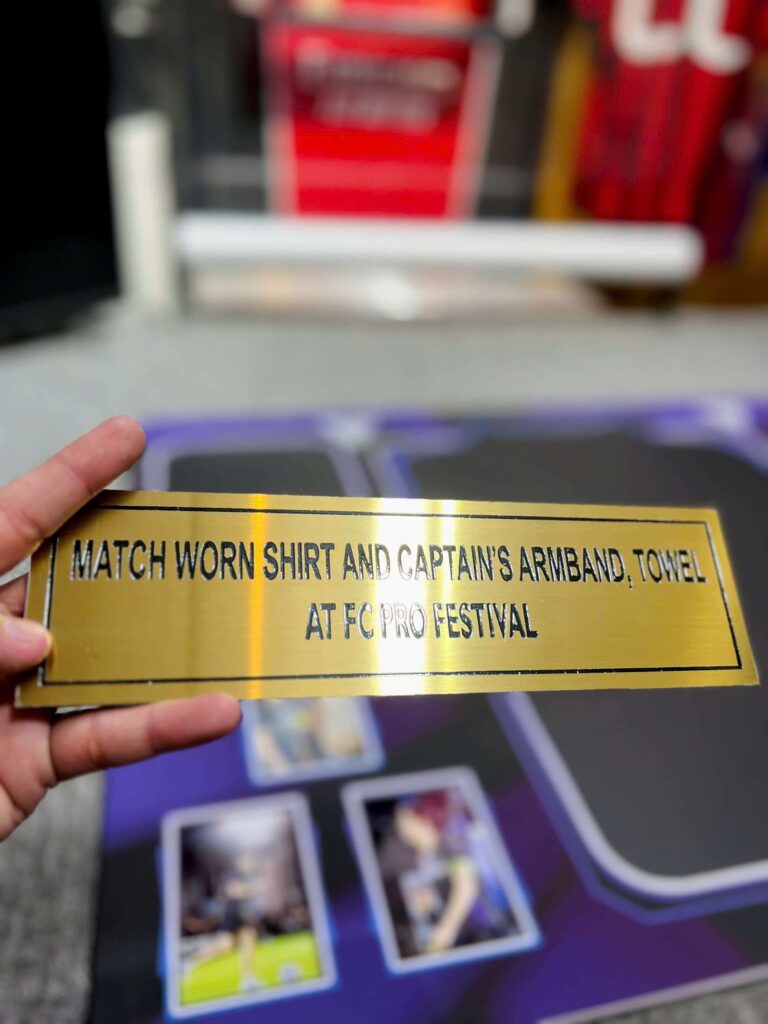 MATCH WORN SHIRT AND CAPTAIN'S ARMBAND, TOWEL
AT FC PRO FESTIVAL